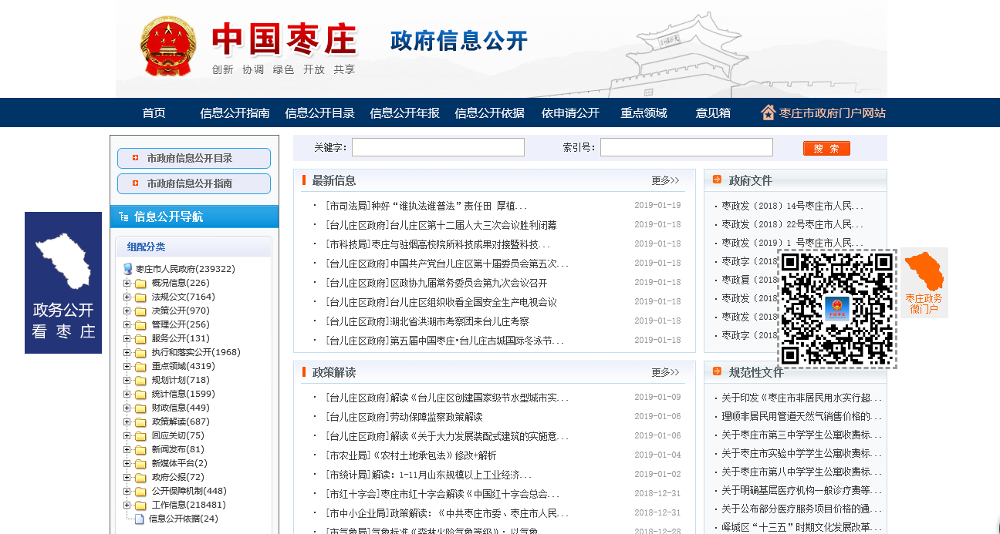 中国枣庄
政府信息公开
创新 协调 绿色 开放 共享
首页 信息公开指南 信息公开目录 信息公开年报 信息公开依据 依申请公开 重点领域 意见箱 枣庄市政府门户网站
市政府信息公开目录
市政府信息公开指南
信息公开导航
组配分类
枣庄市人民政府(239322)
概况信息(226)
法规公文(7164)
决策公开(970)
管理公开(256)
服务公开(131)
执行和落实公开(1968)
重点领域(4319)
规划计划(718)
统计信息(1599)
财政信息(449)
政策解读(687)
回应关切(75)
新闻发布(81)
新媒体平台(2)
政府公报(72)
公开保障机制(448)
工作信息(218481)
信息公开依据(24)
政务公开
看枣庄
关键字： 索引号： 搜 索
最新信息 更多>>
·[市司法局]种好“谁执法谁普法”责任田 厚植... 2019-01-19
·[台儿庄区政府]台儿庄区第十二届人大三次会议胜利闭幕 2019-01-18
·[市科技局]枣庄与驻烟高校院所科技成果对接暨科技... 2019-01-18
·[台儿庄区政府]中国共产党台儿庄区第十届委员会第五次... 2019-01-18
·[台儿庄区政府]区政协九届常务委员会第九次会议召开 2019-01-18
·[台儿庄区政府]台儿庄区组织收看全国安全生产电视会议 2019-01-18
·[台儿庄区政府]湖北省洪湖市考察团来台儿庄考察 2019-01-18
·[台儿庄区政府]第五届中国枣庄·台儿庄古城国际冬泳节... 2019-01-18
政策解读 更多>>
·[台儿庄区政府]解读《台儿庄区创建国家级节水型城市实... 2019-01-09
·[台儿庄区政府]劳动保障监察政策解读 2019-01-06
·[台儿庄区政府]解读《关于大力发展装配式建筑的实施意... 2019-01-06
·[市农业局]《农村土地承包法》修改+解析 2019-01-04
·[市统计局]解读：1-11月山东规模以上工业经济... 2019-01-02
·[市红十字会]枣庄市红十字会解读《中国红十字会总会... 2018-12-31
·[市中小企业局]政策解读：《中共枣庄市委、枣庄市人民... 2018-12-31
·[市气象局]气象标准《森林火险气象等级》：以气象 2018-12-28
政府文件
·枣政发〔2018〕14号枣庄市人民...
·枣政发〔2018〕22号枣庄市人民...
·枣政发〔2019〕1 号枣庄市人民...
·枣政字〔2018
·枣政复〔2018
·枣政发〔2018
·枣政发〔2018
·枣政字〔2018
枣庄政务
微门户
规范性文件
·关于印发《枣庄市非居民用水实行超...
·理顺非居民用管道天然气销售价格的...
·关于枣庄市第三中学学生公寓收费标...
·关于枣庄市实验中学学生公寓收费标...
·关于枣庄市第八中学学生公寓收费标...
·关于明确基层医疗机构一般诊疗费等...
·关于公布部分医疗服务项目价格的通...
·峄城区“十三五”时期文化发展改革...